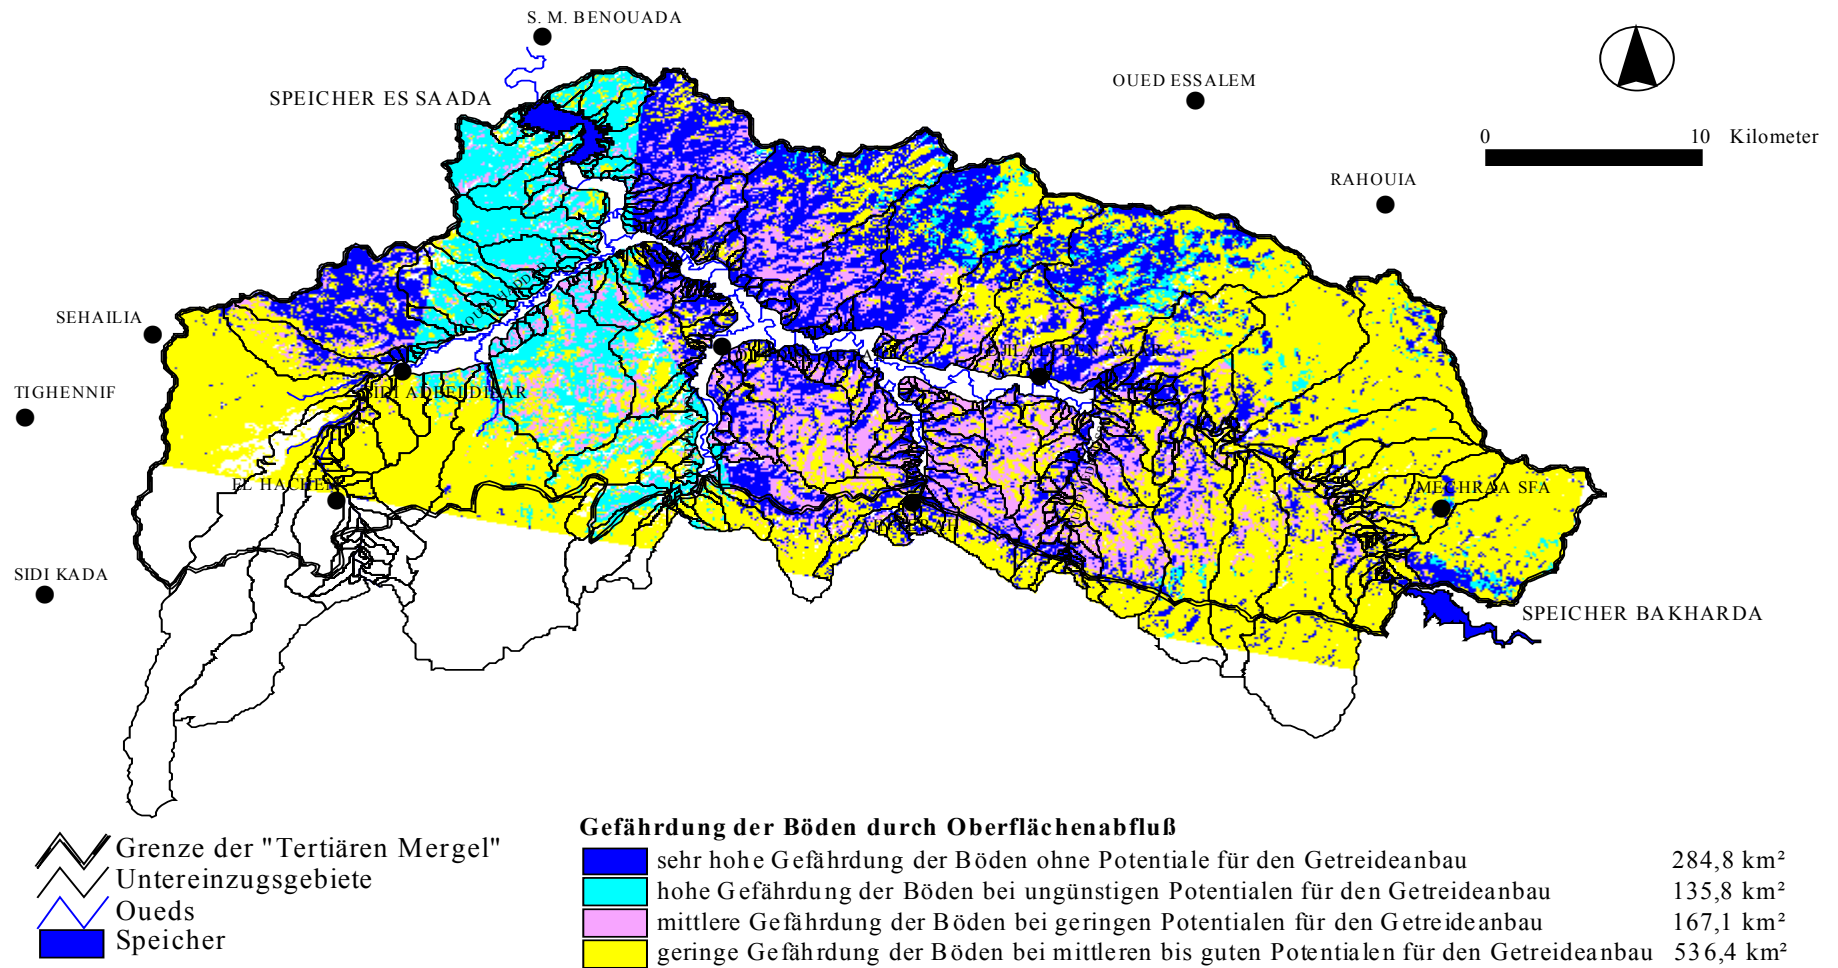 S. M. BENOUADA
OUED ESSALEM
SPEICHER ES SAADA
0 10 Kilometer
RAHOUIA
SEHAILIA
TIGHENNIF
EL HACHEM
MECHRAA SFA
SIDI KADA
SPEICHER BAKHARDA
Grenze der "Tertiären Mergel"
Untereinzugsgebiete
Oueds
Speicher
Gefährdung der Böden durch Oberflächenabfluß
sehr hohe Gefährdung der Böden ohne Potentiale für den Getreideanbau 284,8 km²
hohe Gefährdung der Böden bei ungünstigen Potentialen für den Getreideanbau 135,8 km²
mittlere Gefährdung der Böden bei geringen Potentialen für den Getreideanbau 167,1 km²
geringe Gefährdung der Böden bei mittleren bis guten Potentialen für den Getreideanbau 536,4 km²